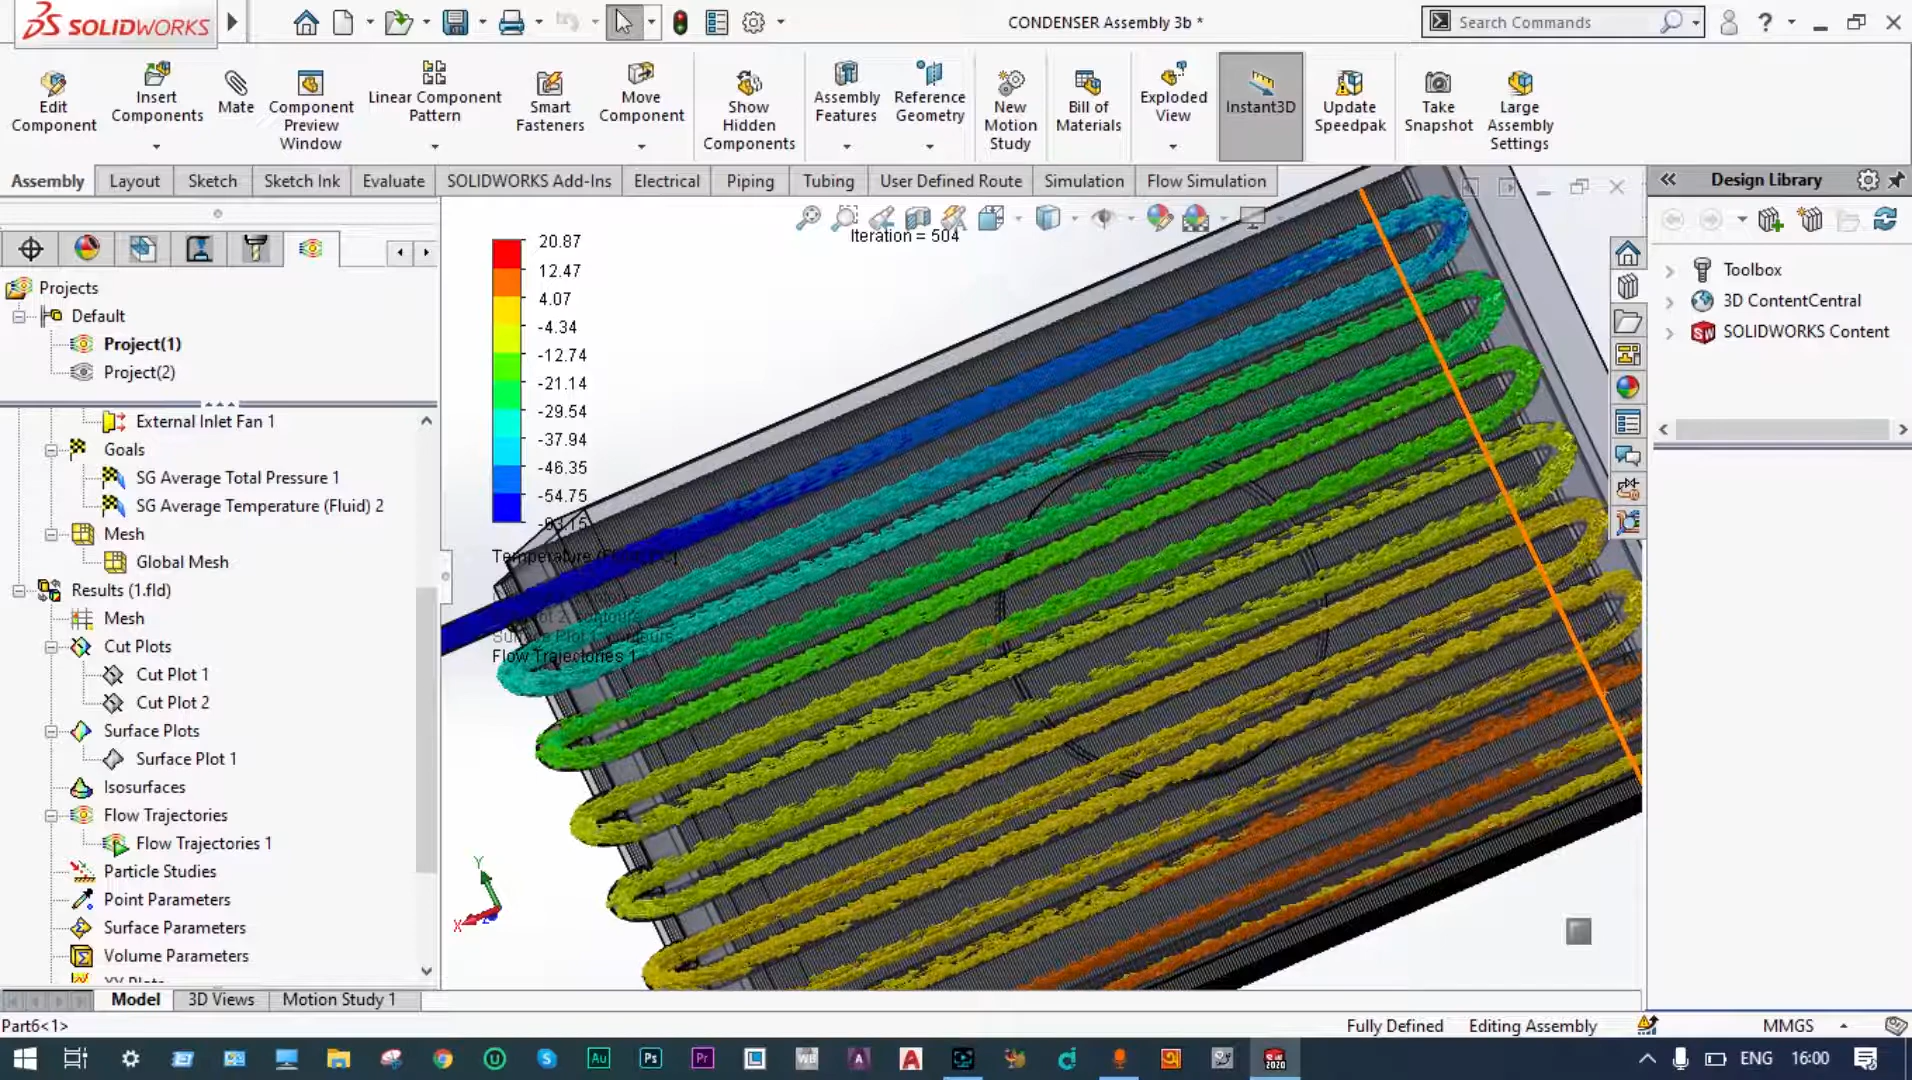 SOLIDWORKS
CONDENSER Assembly 3b *
Search Commands
Edit Component
Insert Components
Mate
Component Preview Window
Linear Component Pattern
Smart Fasteners
Move Component
Show Hidden Components
Assembly Features
Reference Geometry
New Motion Study
Bill of Materials
Exploded View
Instant3D
Update Speedpak
Take Snapshot
Large Assembly Settings
Assembly
Layout
Sketch
Sketch Ink
Evaluate
SOLIDWORKS Add-Ins
Electrical
Piping
Tubing
User Defined Route
Simulation
Flow Simulation
Design Library
Projects
Default
Project(1)
Project(2)
External Inlet Fan 1
Goals
SG Average Total Pressure 1
SG Average Temperature (Fluid) 2
Mesh
Global Mesh
Results (1.fld)
Mesh
Cut Plots
Cut Plot 1
Cut Plot 2
Surface Plots
Surface Plot 1
Isosurfaces
Flow Trajectories
Flow Trajectories 1
Particle Studies
Point Parameters
Surface Parameters
Volume Parameters
XY Plots
Iteration = 504
20.87
12.47
4.07
-4.34
-12.74
-21.14
-29.54
-37.94
-46.35
-54.75
-63.15
Surface Plot 1: contours
Flow Trajectories 1
Y
X
Z
Toolbox
3D ContentCentral
SOLIDWORKS Content
Model
3D Views
Motion Study 1
Part6<1>
Fully Defined
Editing Assembly
MMGS
ENG
16:00